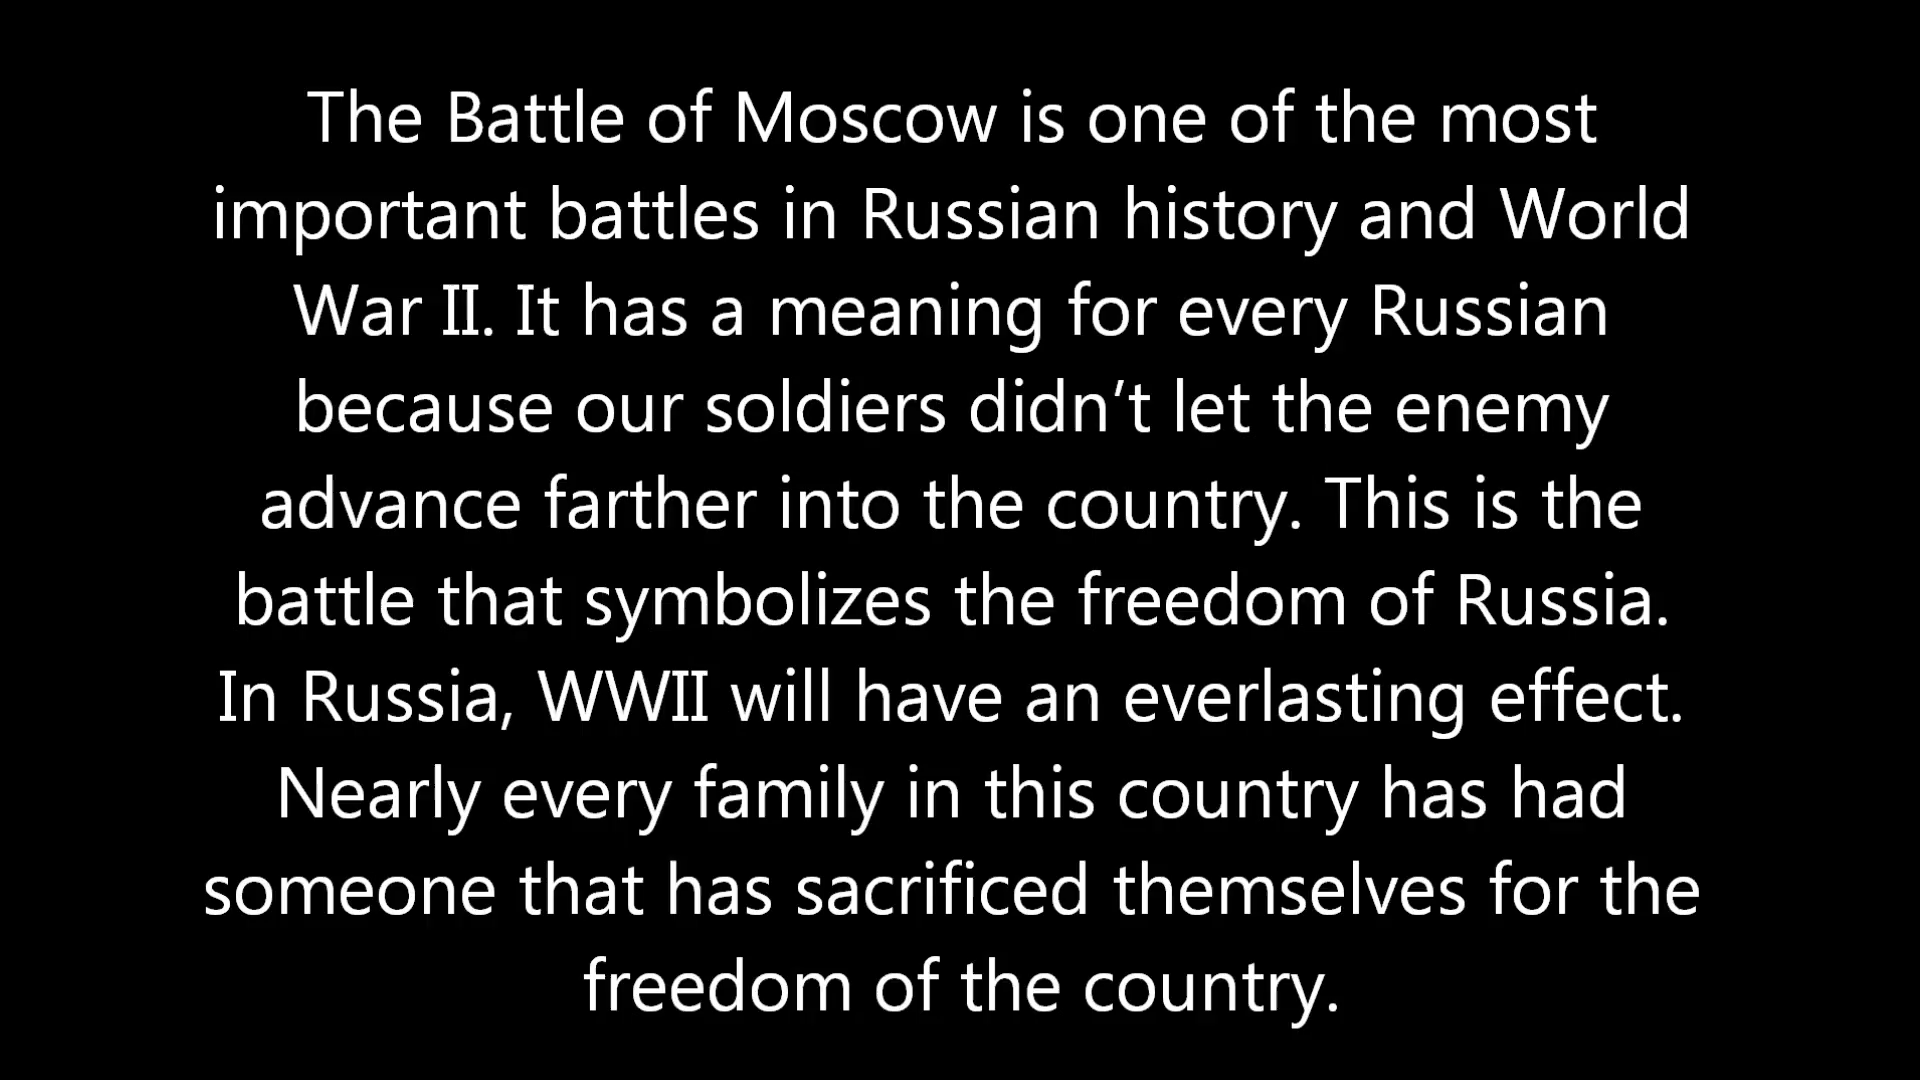 The Battle of Moscow is one of the most
important battles in Russian history and World
War II. It has a meaning for every Russian
because our soldiers didn’t let the enemy
advance farther into the country. This is the
battle that symbolizes the freedom of Russia.
In Russia, WWII will have an everlasting effect.
Nearly every family in this country has had
someone that has sacrificed themselves for the
freedom of the country.